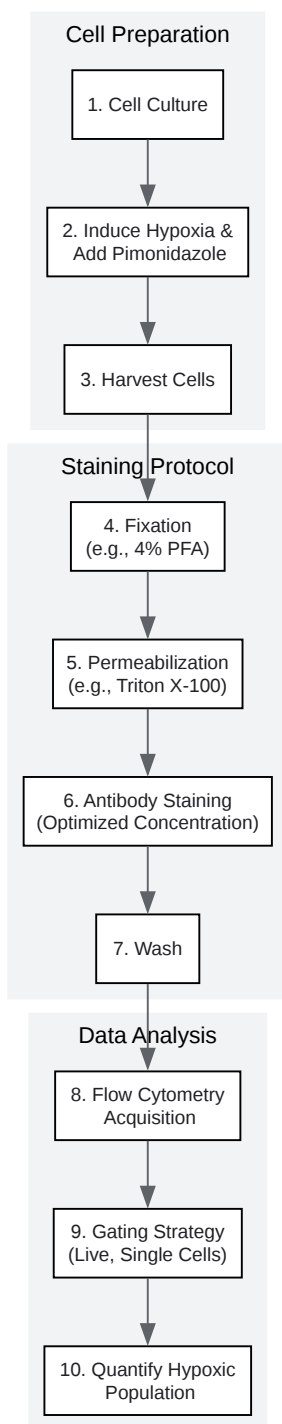 Cell Preparation
1. Cell Culture
2. Induce Hypoxia &
Add Pimonidazole
3. Harvest Cells
Staining Protocol
4. Fixation
(e.g., 4% PFA)
5. Permeabilization
(e.g., Triton X-100)
6. Antibody Staining
(Optimized Concentration)
7. Wash
Data Analysis
8. Flow Cytometry
Acquisition
9. Gating Strategy
(Live, Single Cells)
10. Quantify Hypoxic
Population